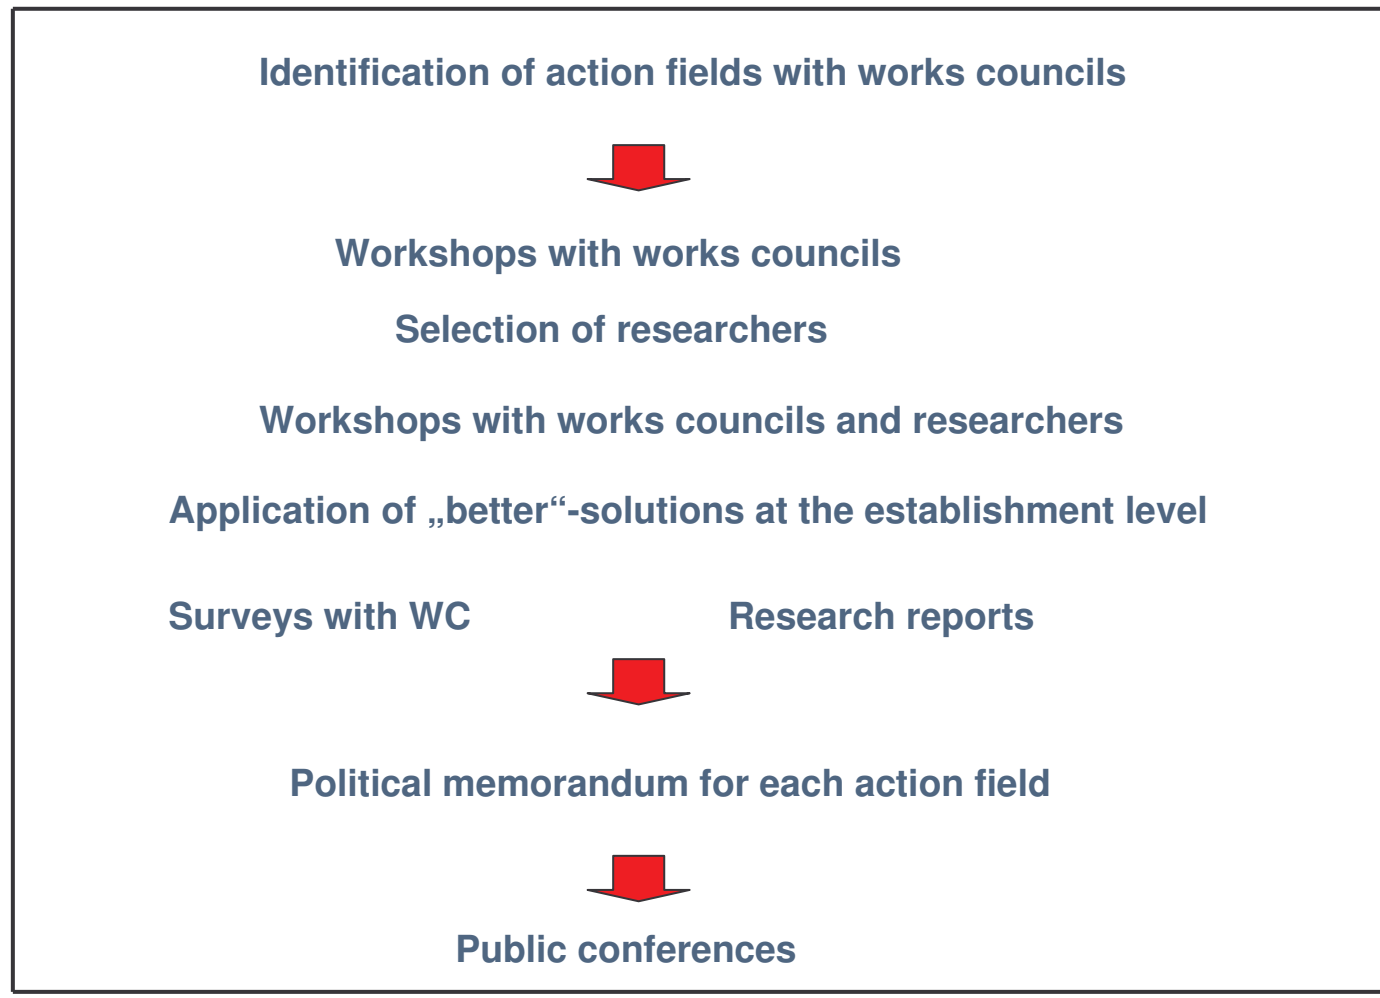 Identification of action fields with works councils
Workshops with works councils
Selection of researchers
Workshops with works councils and researchers
Application of „better“-solutions at the establishment level
Surveys with WC
Research reports
Political memorandum for each action field
Public conferences